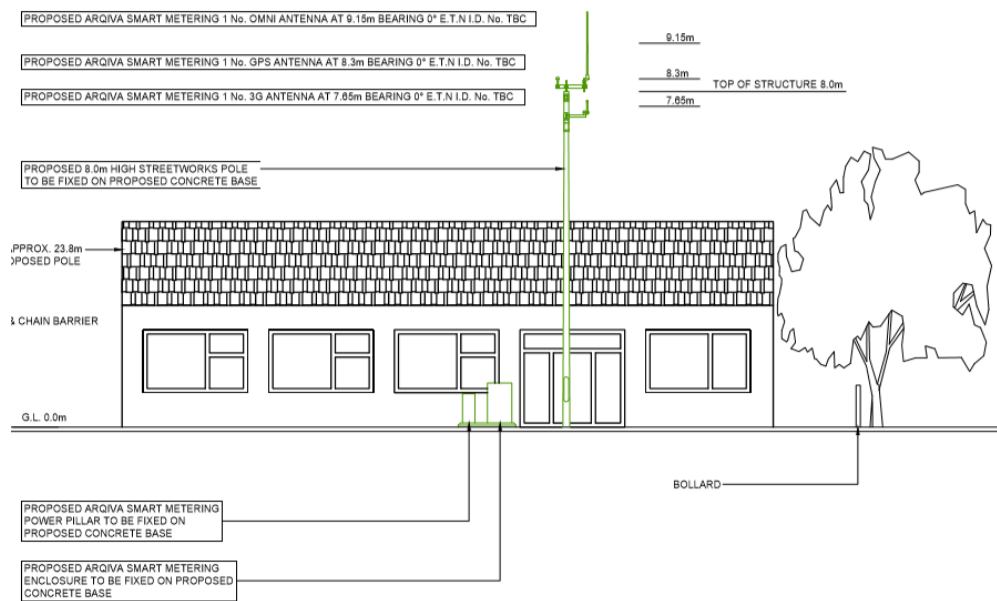 PROPOSED ARQIVA SMART METERING 1 No. OMNI ANTENNA AT 9.15m BEARING 0° E.T.N I.D. No. TBC
9.15m
PROPOSED ARQIVA SMART METERING 1 No. GPS ANTENNA AT 8.3m BEARING 0° E.T.N I.D. No. TBC
8.3m
TOP OF STRUCTURE 8.0m
PROPOSED ARQIVA SMART METERING 1 No. 3G ANTENNA AT 7.65m BEARING 0° E.T.N I.D. No. TBC
7.65m
PROPOSED 8.0m HIGH STREETWORKS POLE
TO BE FIXED ON PROPOSED CONCRETE BASE
APPROX. 23.8m
OPOSED POLE
& CHAIN BARRIER
G.L. 0.0m
BOLLARD
PROPOSED ARQIVA SMART METERING
POWER PILLAR TO BE FIXED ON
PROPOSED CONCRETE BASE
PROPOSED ARQIVA SMART METERING
ENCLOSURE TO BE FIXED ON PROPOSED
CONCRETE BASE